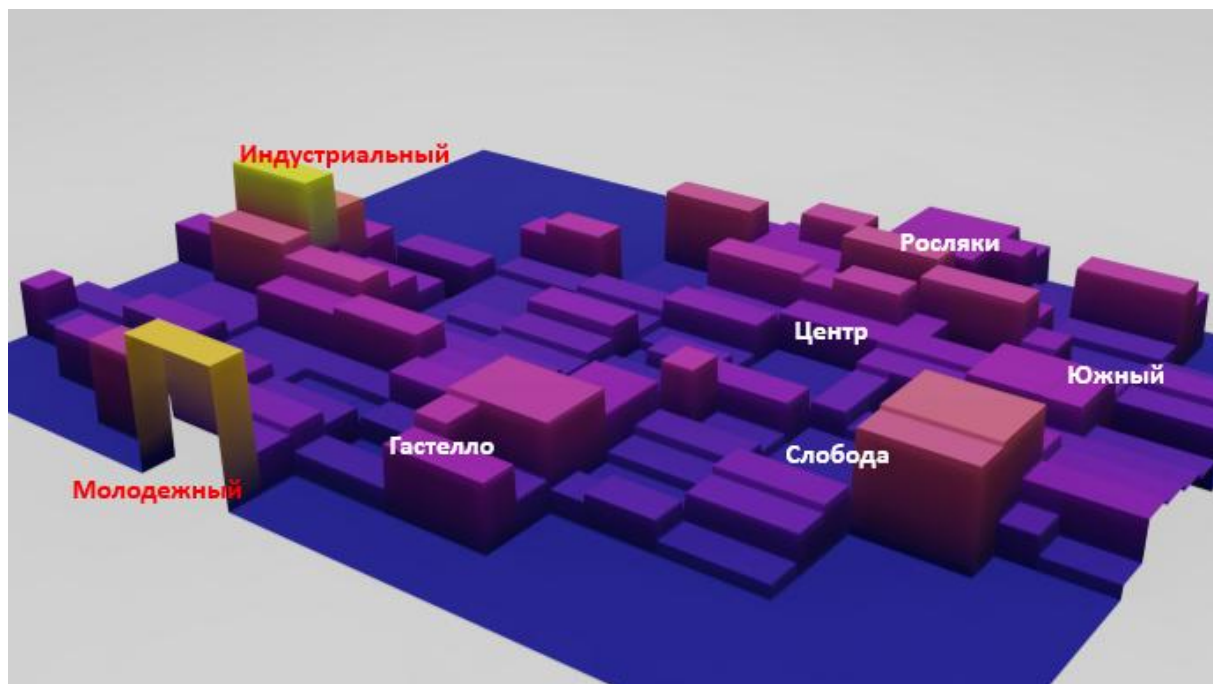 Индустриальный
Росляки
Центр
Южный
Гастелло
Слобода
Молодежный